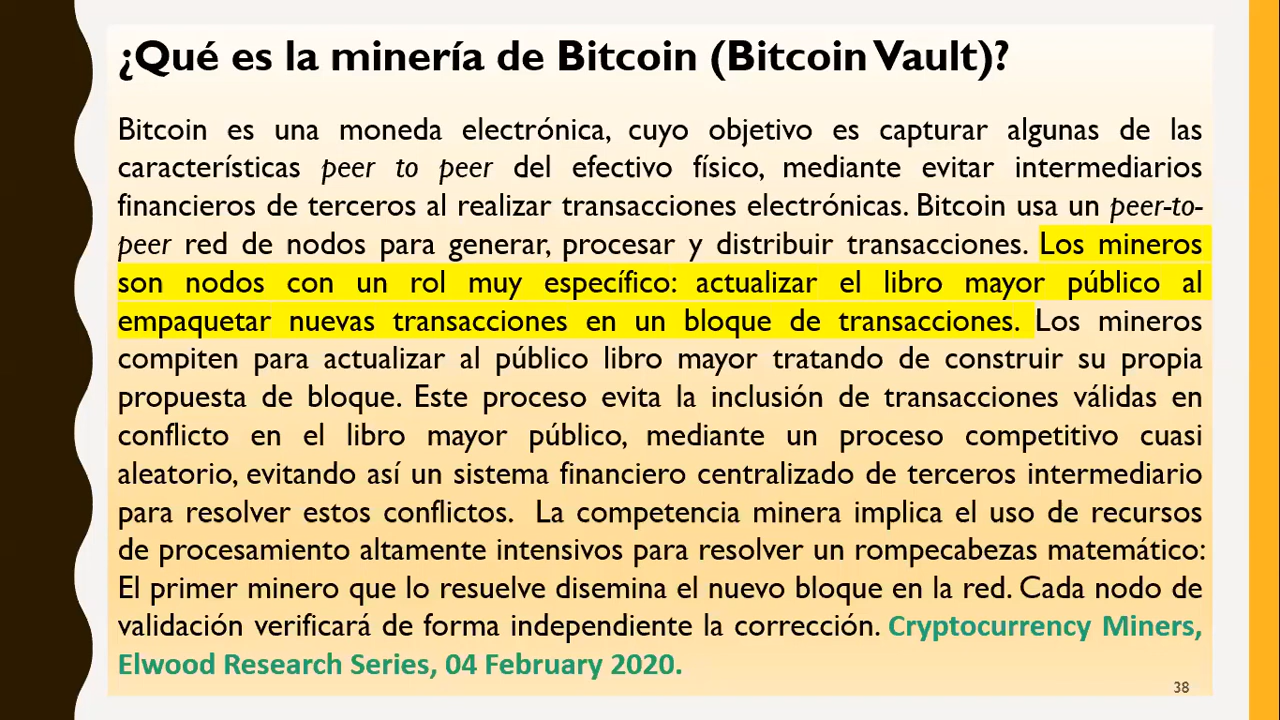 ¿Qué es la minería de Bitcoin (Bitcoin Vault)?
Bitcoin es una moneda electrónica, cuyo objetivo es capturar algunas de las
características peer to peer del efectivo físico, mediante evitar intermediarios
financieros de terceros al realizar transacciones electrónicas. Bitcoin usa un peer-to-
peer red de nodos para generar, procesar y distribuir transacciones. Los mineros
son nodos con un rol muy específico: actualizar el libro mayor público al
empaquetar nuevas transacciones en un bloque de transacciones. Los mineros
compiten para actualizar al público libro mayor tratando de construir su propia
propuesta de bloque. Este proceso evita la inclusión de transacciones válidas en
conflicto en el libro mayor público, mediante un proceso competitivo cuasi
aleatorio, evitando así un sistema financiero centralizado de terceros intermediario
para resolver estos conflictos. La competencia minera implica el uso de recursos
de procesamiento altamente intensivos para resolver un rompecabezas matemático:
El primer minero que lo resuelve disemina el nuevo bloque en la red. Cada nodo de
validación verificará de forma independiente la corrección. Cryptocurrency Miners,
Elwood Research Series, 04 February 2020.
38